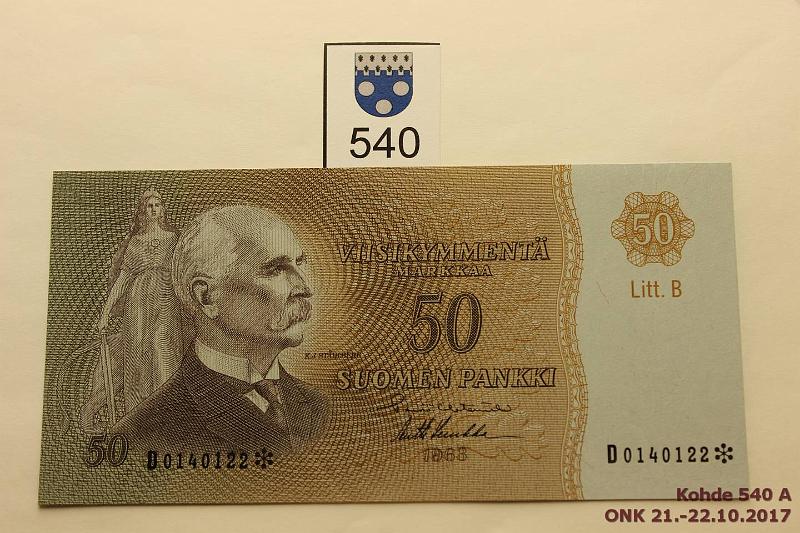 540
VIISIKYMMENTÄ
MARKKAA
50
SUOMEN PANKKI
K.J. STÅHLBERG
1963
50
D0140122*
50
Litt. B
D0140122*
Kohde 540 A
ONK 21.-22.10.2017